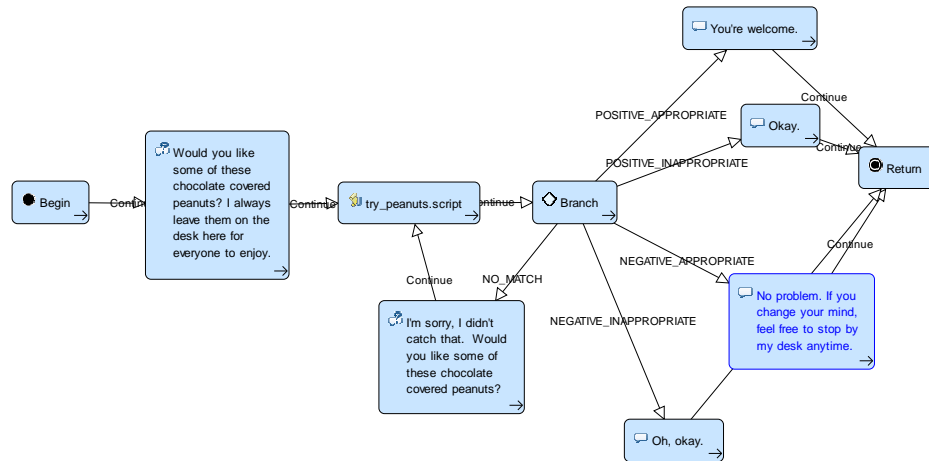 You're welcome.
Continue
POSITIVE_APPROPRIATE
Okay.
Continue
Would you like
some of these
chocolate covered
peanuts? I always
leave them on the
desk here for
everyone to enjoy.
POSITIVE_INAPPROPRIATE
Return
Begin
Continue
try_peanuts.script
Continue
Branch
Continue
NEGATIVE_APPROPRIATE
Continue
Continue
NO_MATCH
No problem. If you
change your mind,
feel free to stop by
my desk anytime.
I'm sorry, I didn't
catch that. Would
you like some of
these chocolate
covered peanuts?
NEGATIVE_INAPPROPRIATE
Oh, okay.